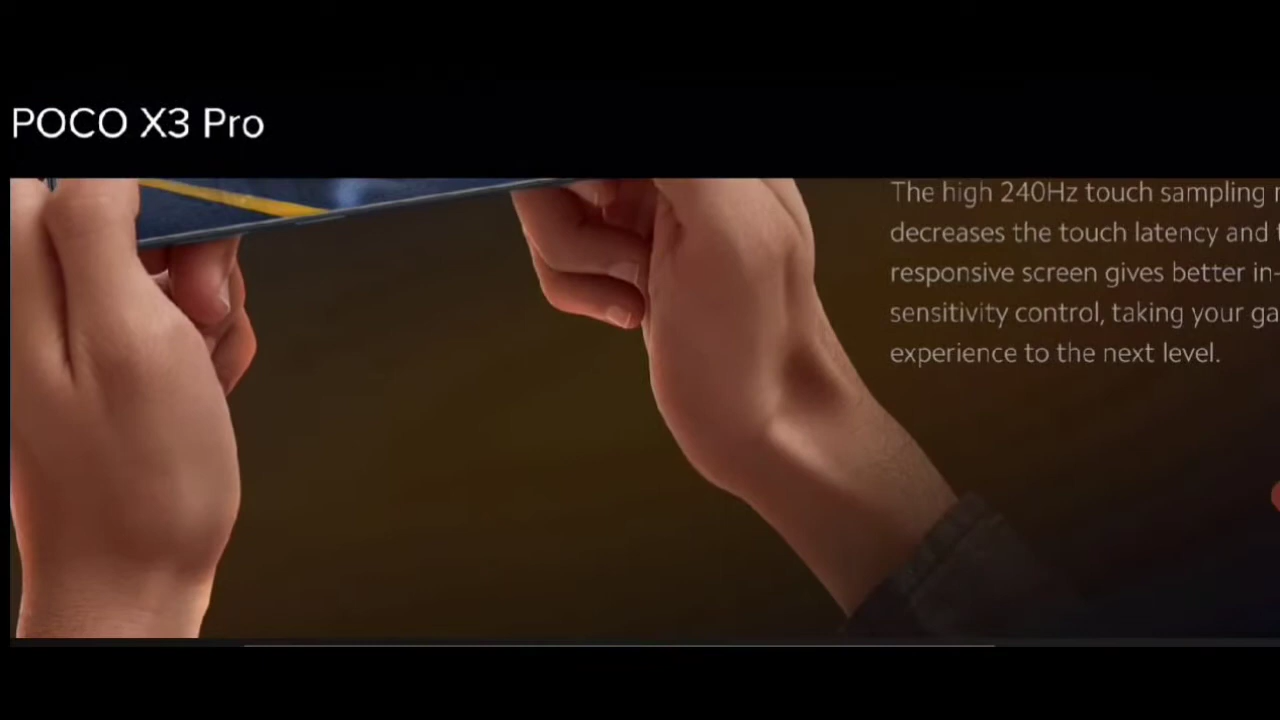 POCO X3 Pro
The high 240Hz touch sampling
decreases the touch latency and
responsive screen gives better in-
sensitivity control, taking your
experience to the next level.